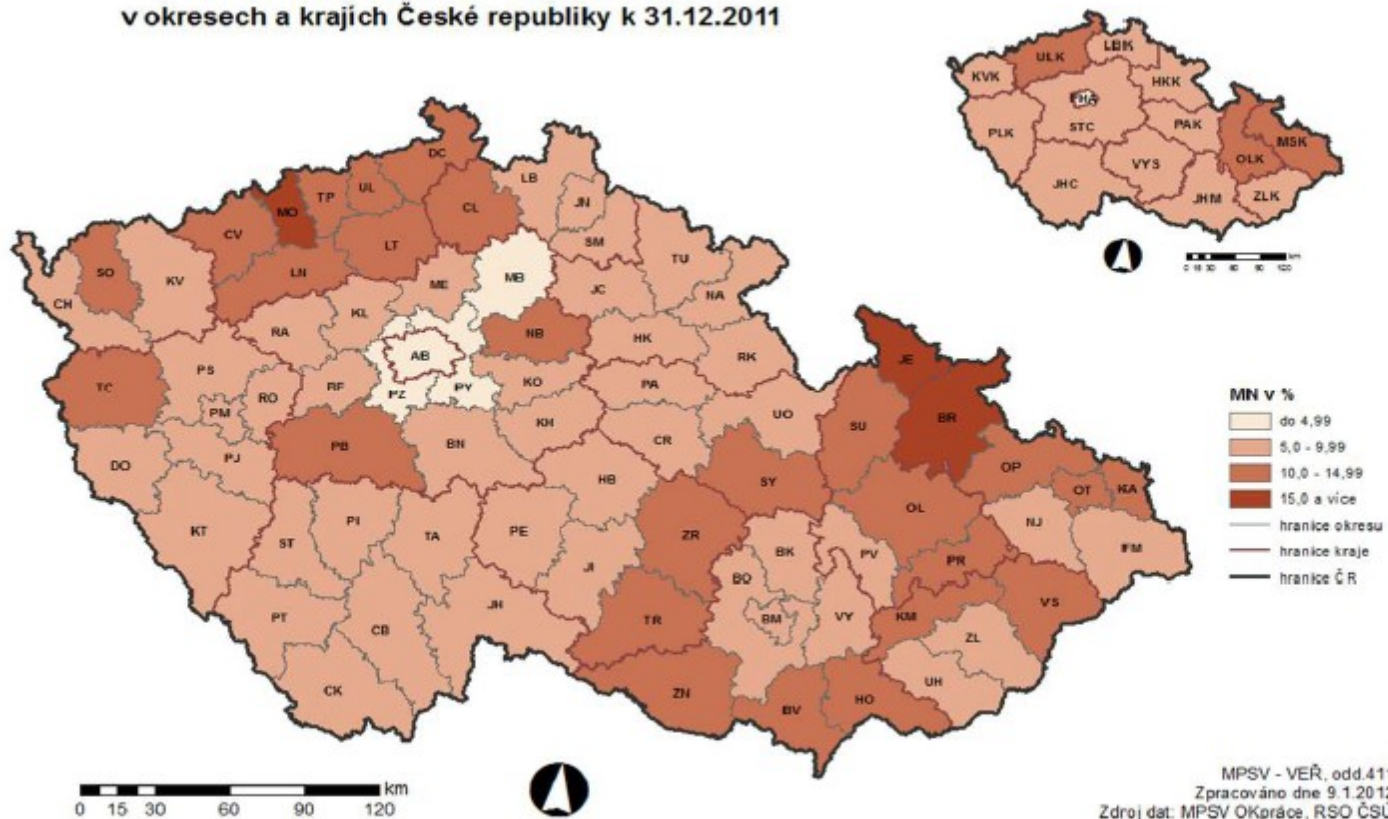 v okresech a krajích České republiky k 31.12.2011
ULK
LBK
KVK
HKK
PHA
STC
PAK
PLK
MSK
OLK
VYS
JHC
JHM
ZLK
km
DC
LB
UL
TP
MO
JN
CL
CV
LT
SM
SO
KV
LN
TU
MB
ME
JC
NA
CH
KL
RA
NB
HK
AB
RK
JE
PS
TC
RO
PZ
PY
KO
PA
PM
UO
BR
SU
PB
BN
KH
CR
DO
PJ
OP
SY
HB
OT
KA
OL
KT
PI
ST
TA
PE
ZR
NJ
FM
BK
PV
PR
JI
BO
VS
JH
TR
BM
VY
KM
PT
CB
ZL
UH
CK
ZN
BV
HO
MN v %
do 4,99
5,0 - 9,99
10,0 - 14,99
15,0 a více
hranice okresu
hranice kraje
hranice ČR
km
0 15 30 60 90 120
MPSV - VEŘ, odd.411
Zpracováno dne 9.1.2012
Zdroj dat: MPSV OKpráce, RSO ČSÚ